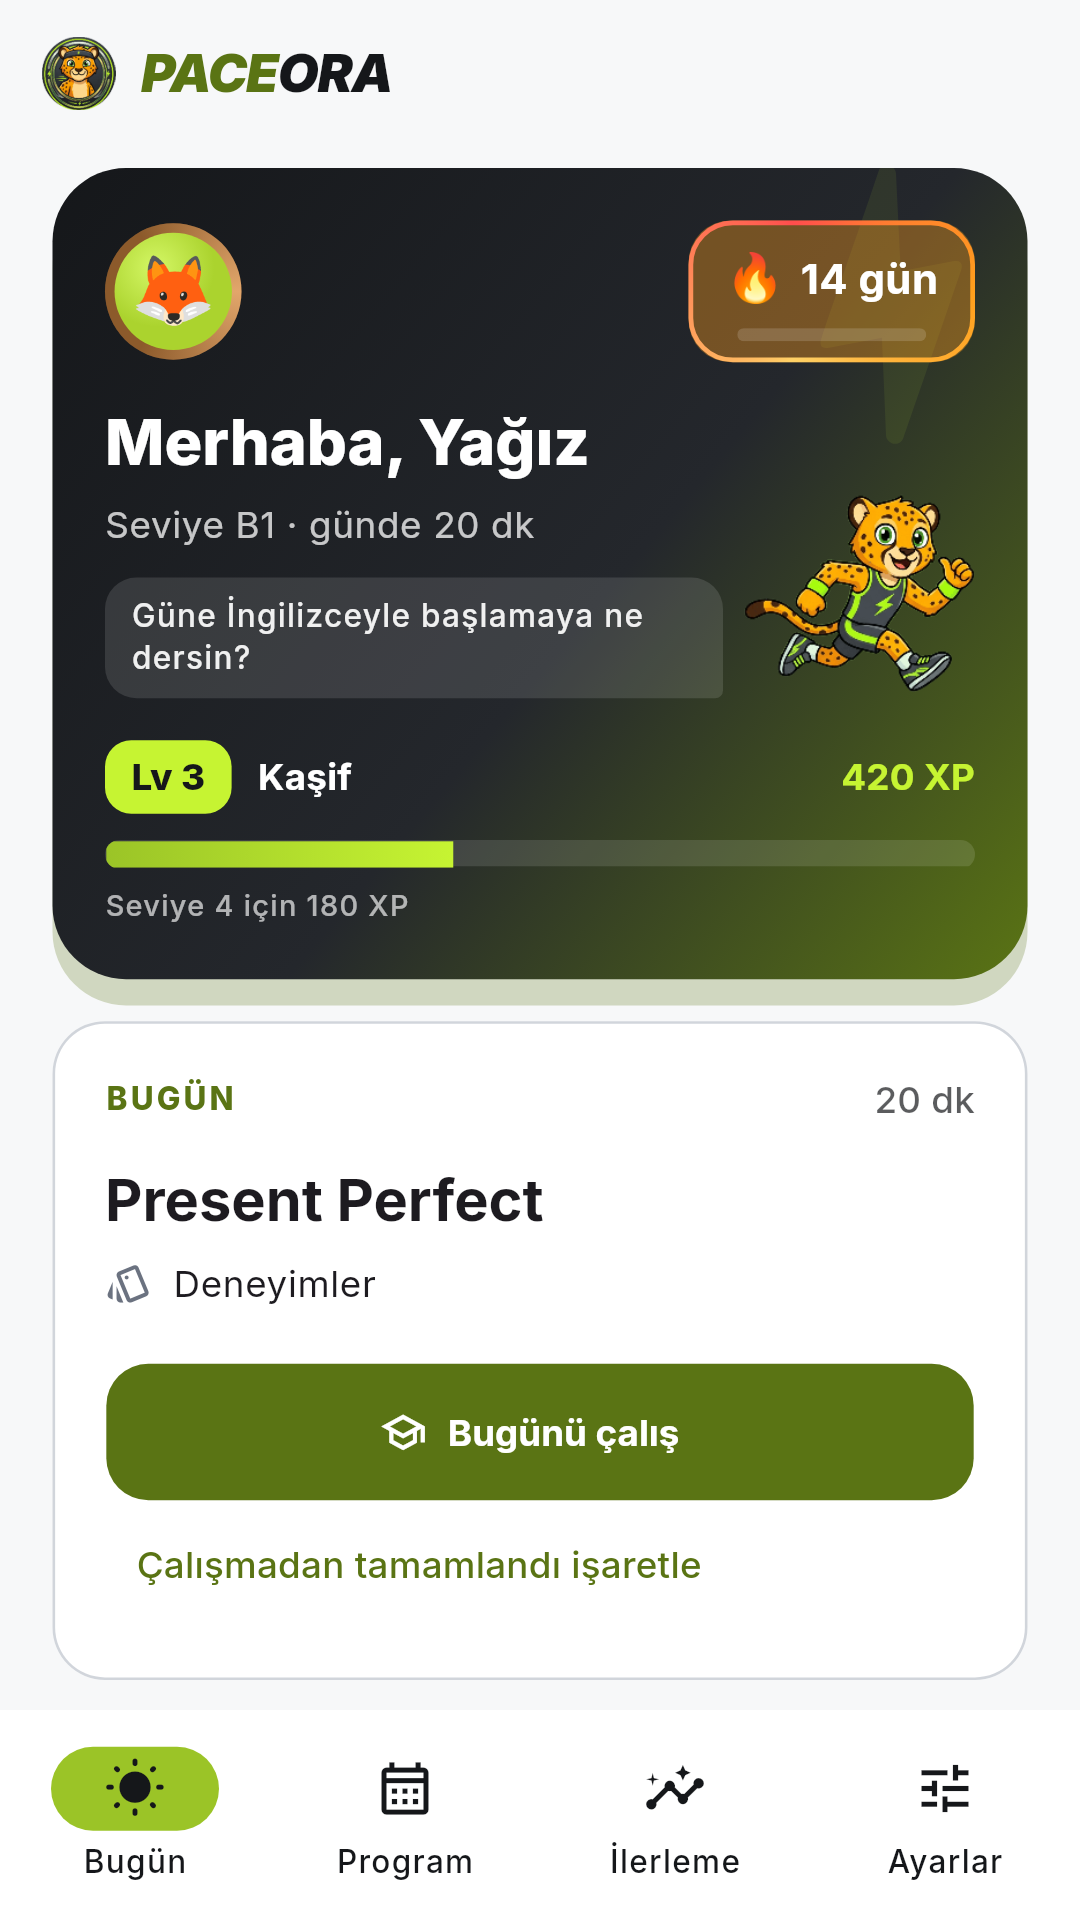 PACEORA
14 gün
Merhaba, Yağız
Seviye B1 · günde 20 dk
Güne İngilizceyle başlamaya ne
dersin?
Lv 3
Kaşif
420 XP
Seviye 4 için 180 XP
BUGÜN
20 dk
Present Perfect
Deneyimler
Bugünü çalış
Çalışmadan tamamlandı işaretle
Bugün
Program
İlerleme
Ayarlar